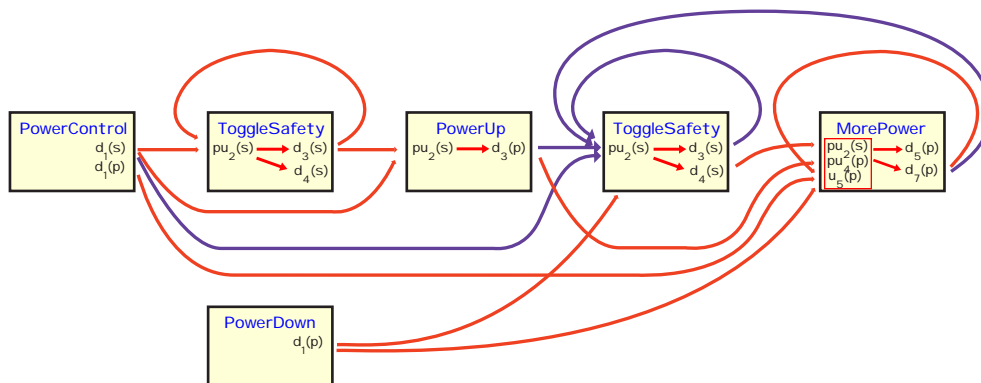 PowerControl
d₁(s)
d₁(p)
ToggleSafety
pu₂(s) d₃(s)
d₄(s)
PowerUp
pu₂(s) d₃(p)
ToggleSafety
pu₂(s) d₃(s)
d₄(s)
MorePower
pu₂(s) d₅(p)
pu₄(p) d₇(p)
u₅(p)
PowerDown
d₁(p)